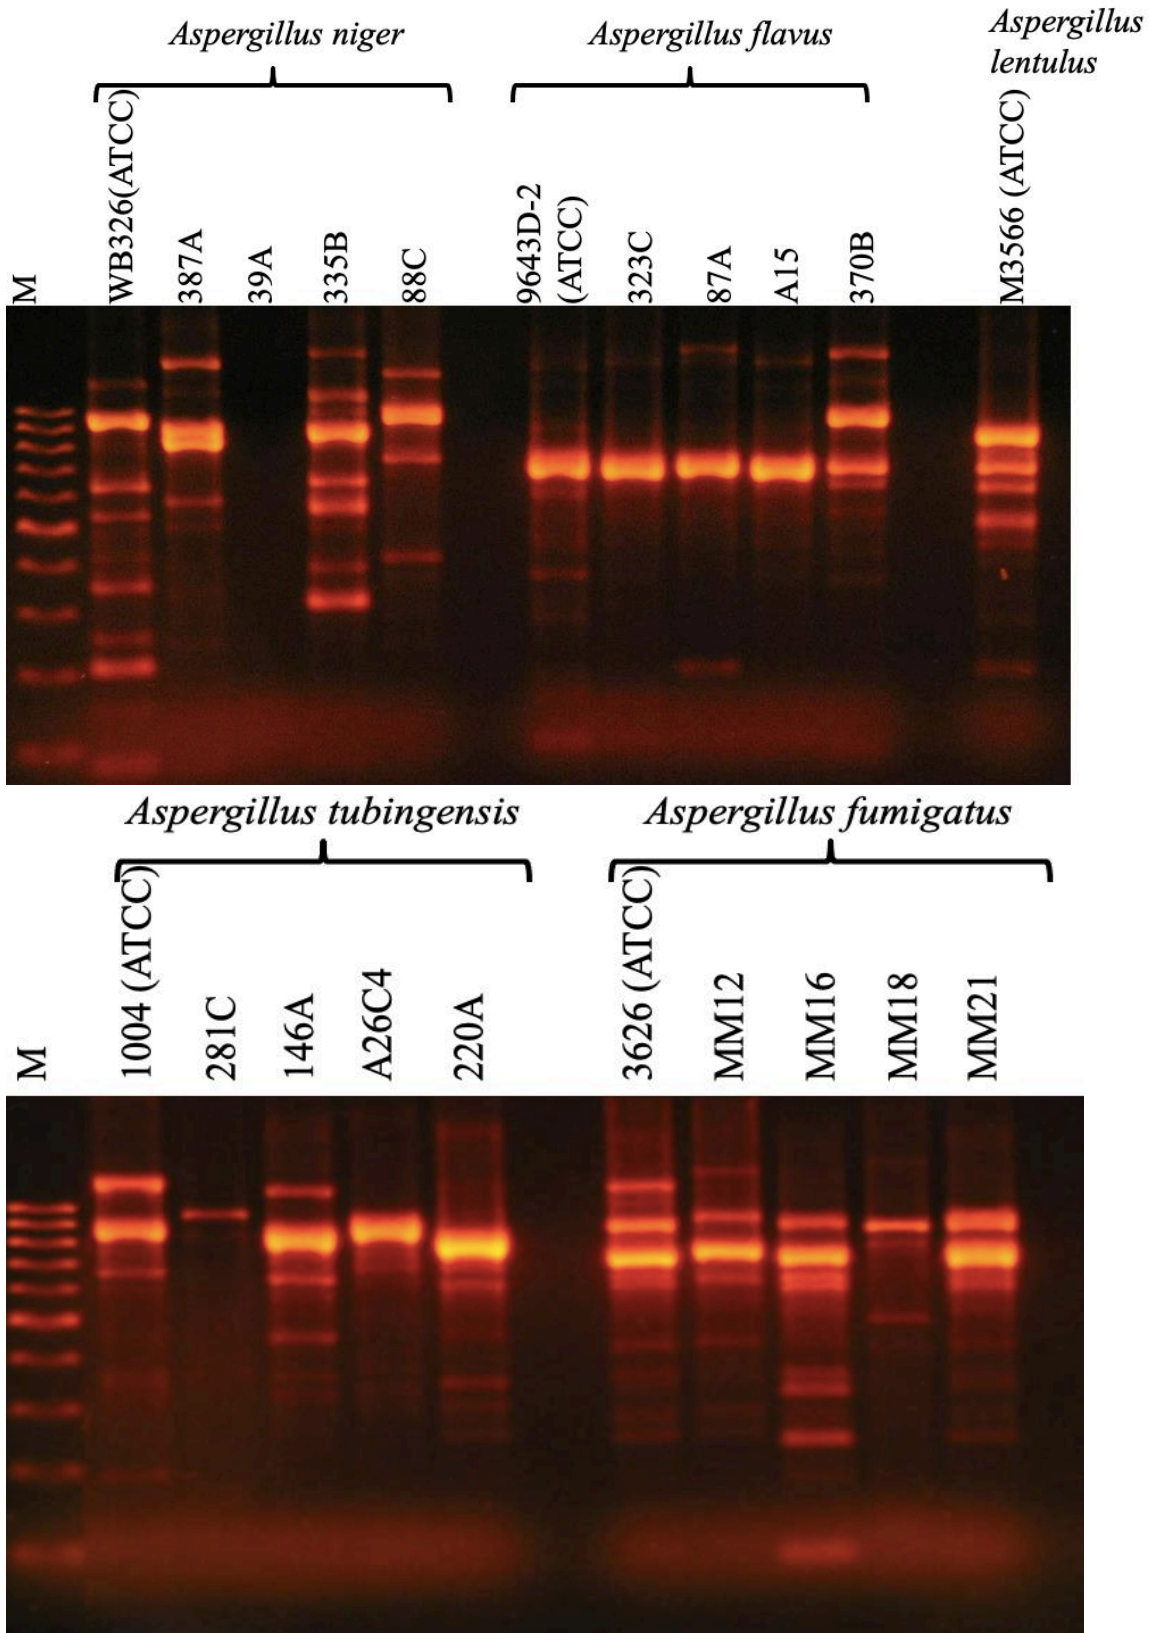 Aspergillus niger
Aspergillus flavus
Aspergillus
lentulus
M
WB326(ATCC)
387A
39A
335B
88C
9643D-2
(ATCC)
323C
87A
A15
370B
M3566 (ATCC)
Aspergillus tubingensis
Aspergillus fumigatus
M
1004 (ATCC)
281C
146A
A26C4
220A
3626 (ATCC)
MM12
MM16
MM18
MM21